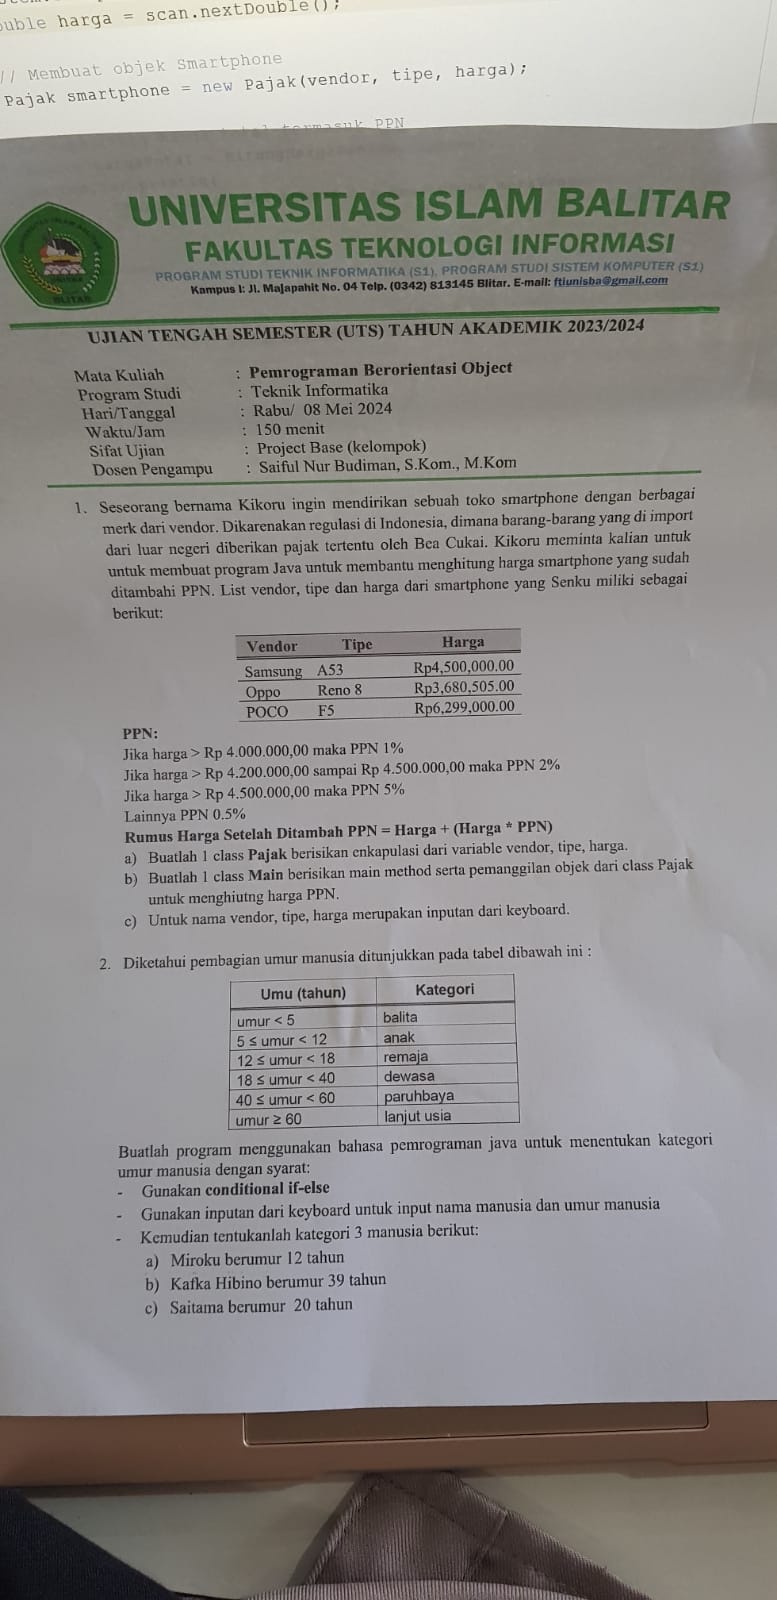 ouble harga = scan.nextDouble();
// Membuat objek Smartphone
Pajak smartphone = new Pajak(vendor, tipe, harga);
termasuk PPN
UNIVERSITAS ISLAM BALITAR
FAKULTAS TEKNOLOGI INFORMASI
PROGRAM STUDI TEKNIK INFORMATIKA (S1), PROGRAM STUDI SISTEM KOMPUTER (S1)
Kampus I: Jl. Majapahit No. 04 Telp. (0342) 813145 Blitar. E-mail: ftiunisba@gmail.com
BLITAR
UJIAN TENGAH SEMESTER (UTS) TAHUN AKADEMIK 2023/2024
Mata Kuliah : Pemrograman Berorientasi Object
Program Studi : Teknik Informatika
Hari/Tanggal : Rabu/ 08 Mei 2024
Waktu/Jam : 150 menit
Sifat Ujian : Project Base (kelompok)
Dosen Pengampu : Saiful Nur Budiman, S.Kom., M.Kom
1. Seseorang bernama Kikoru ingin mendirikan sebuah toko smartphone dengan berbagai
merk dari vendor. Dikarenakan regulasi di Indonesia, dimana barang-barang yang di import
dari luar negeri diberikan pajak tertentu oleh Bea Cukai. Kikoru meminta kalian untuk
untuk membuat program Java untuk membantu menghitung harga smartphone yang sudah
ditambahi PPN. List vendor, tipe dan harga dari smartphone yang Senku miliki sebagai
berikut:
Vendor Tipe Harga
Samsung A53 Rp4,500,000.00
Oppo Reno 8 Rp3,680,505.00
POCO F5 Rp6,299,000.00
PPN:
Jika harga > Rp 4.000.000,00 maka PPN 1%
Jika harga > Rp 4.200.000,00 sampai Rp 4.500.000,00 maka PPN 2%
Jika harga > Rp 4.500.000,00 maka PPN 5%
Lainnya PPN 0.5%
Rumus Harga Setelah Ditambah PPN = Harga + (Harga * PPN)
a) Buatlah 1 class Pajak berisikan enkapulasi dari variable vendor, tipe, harga.
b) Buatlah 1 class Main berisikan main method serta pemanggilan objek dari class Pajak
untuk menghiutng harga PPN.
c) Untuk nama vendor, tipe, harga merupakan inputan dari keyboard.
2. Diketahui pembagian umur manusia ditunjukkan pada tabel dibawah ini :
Umu (tahun) Kategori
umur < 5 balita
5 ≤ umur < 12 anak
12 ≤ umur < 18 remaja
18 ≤ umur < 40 dewasa
40 ≤ umur < 60 paruhbaya
umur ≥ 60 lanjut usia
Buatlah program menggunakan bahasa pemrograman java untuk menentukan kategori
umur manusia dengan syarat:
- Gunakan conditional if-else
- Gunakan inputan dari keyboard untuk input nama manusia dan umur manusia
- Kemudian tentukanlah kategori 3 manusia berikut:
a) Miroku berumur 12 tahun
b) Kafka Hibino berumur 39 tahun
c) Saitama berumur 20 tahun